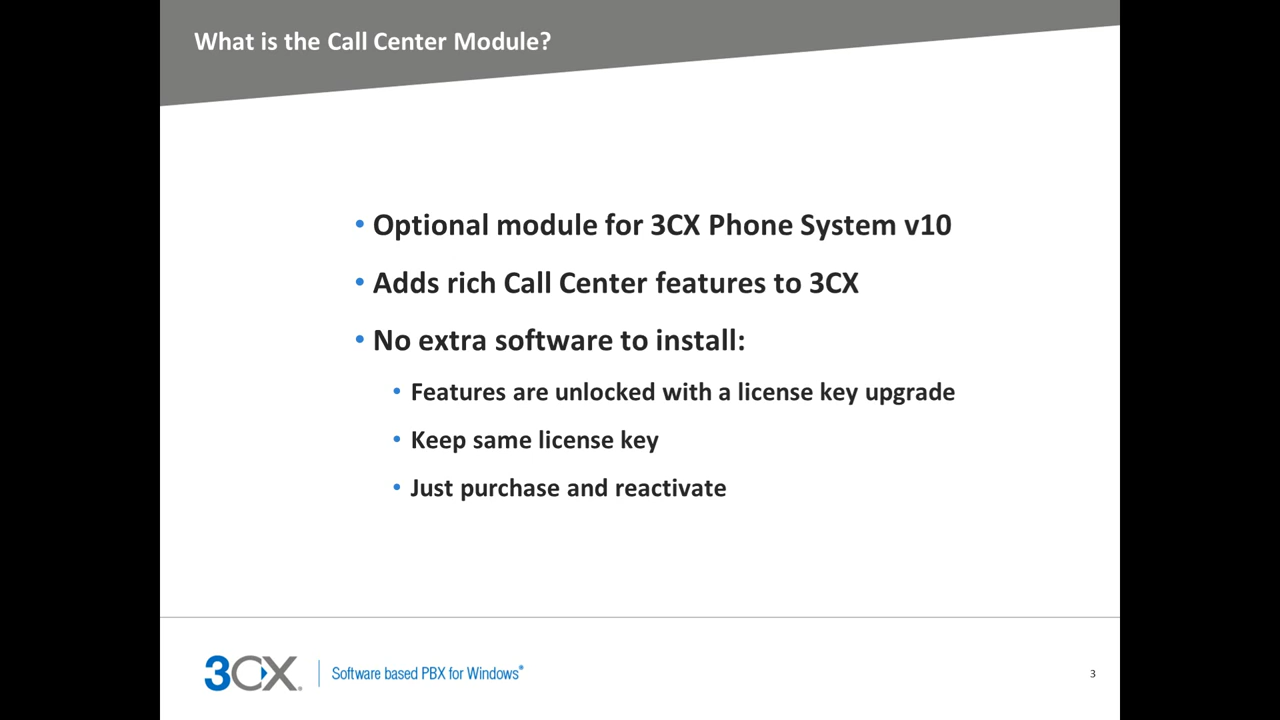 What is the Call Center Module?
• Optional module for 3CX Phone System v10
• Adds rich Call Center features to 3CX
• No extra software to install:
• Features are unlocked with a license key upgrade
• Keep same license key
• Just purchase and reactivate
3CX® Software based PBX for Windows®
3